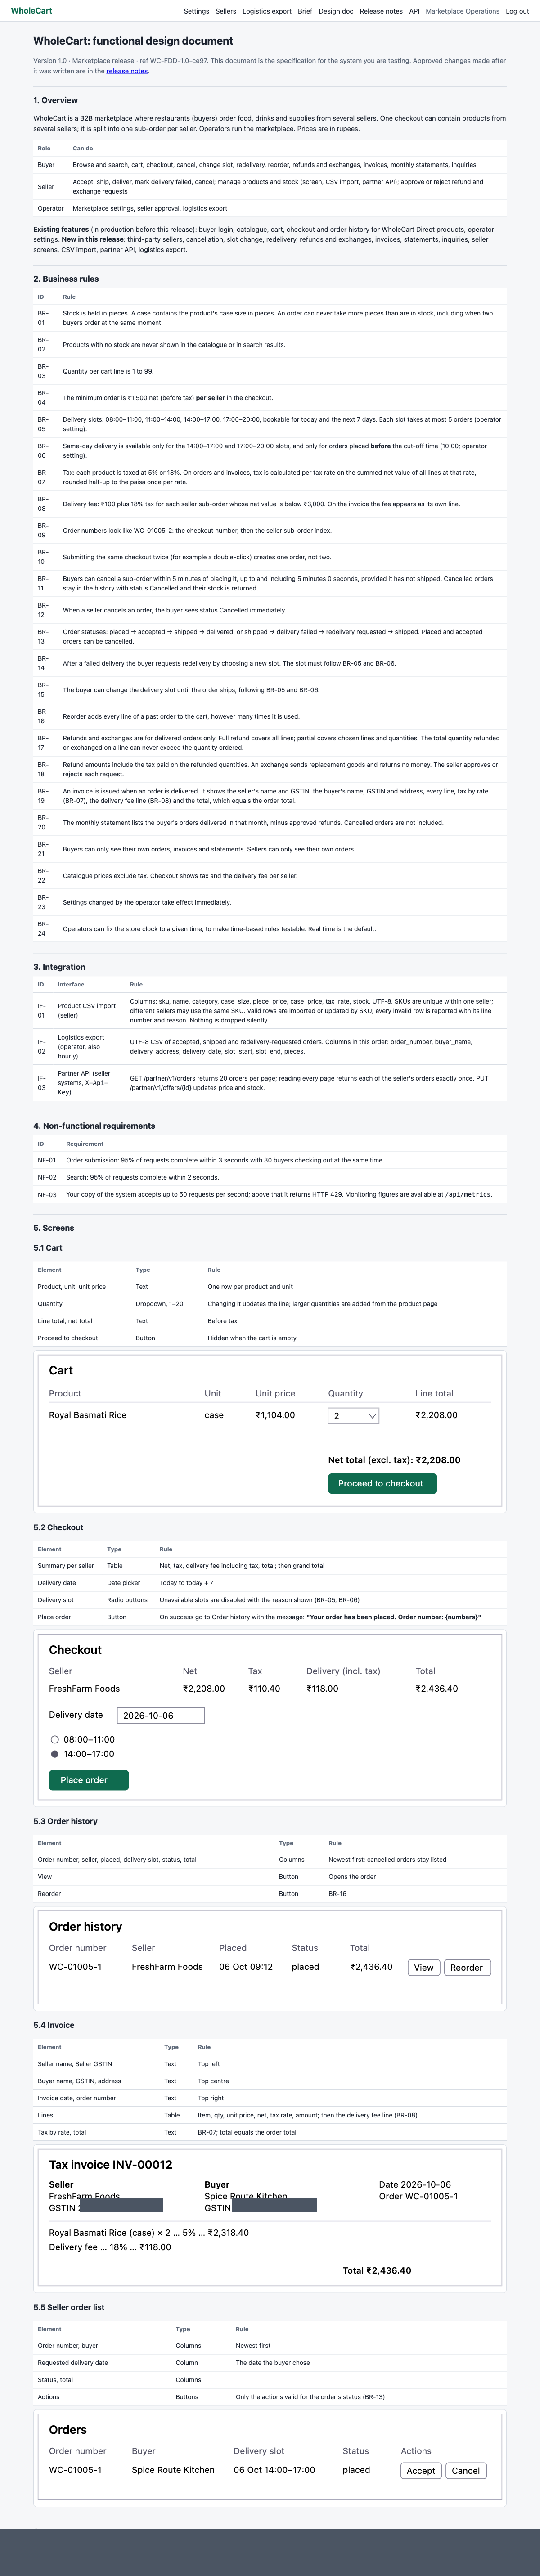 WholeCart
Settings Sellers Logistics export Brief Design doc Release notes API Marketplace Operations Log out
WholeCart: functional design document
Version 1.0 · Marketplace release · ref WC-FDD-1.0-ce97. This document is the specification for the system you are testing. Approved changes made after
it was written are in the release notes.
1. Overview
WholeCart is a B2B marketplace where restaurants (buyers) order food, drinks and supplies from several sellers. One checkout can contain products from
several sellers; it is split into one sub-order per seller. Operators run the marketplace. Prices are in rupees.
Role Can do
Buyer Browse and search, cart, checkout, cancel, change slot, redelivery, reorder, refunds and exchanges, invoices, monthly statements, inquiries
Seller Accept, ship, deliver, mark delivery failed, cancel; manage products and stock (screen, CSV import, partner API); approve or reject refund and
exchange requests
Operator Marketplace settings, seller approval, logistics export
Existing features (in production before this release): buyer login, catalogue, cart, checkout and order history for WholeCart Direct products, operator
settings. New in this release: third-party sellers, cancellation, slot change, redelivery, refunds and exchanges, invoices, statements, inquiries, seller
screens, CSV import, partner API, logistics export.
2. Business rules
ID Rule
BR-01 Stock is held in pieces. A case contains the product's case size in pieces. An order can never take more pieces than are in stock, including when two
buyers order at the same moment.
BR-02 Products with no stock are never shown in the catalogue or in search results.
BR-03 Quantity per cart line is 1 to 99.
BR-04 The minimum order is ₹1,500 net (before tax) per seller in the checkout.
BR-05 Delivery slots: 08:00–11:00, 11:00–14:00, 14:00–17:00, 17:00–20:00, bookable for today and the next 7 days. Each slot takes at most 5 orders (operator
setting).
BR-06 Same-day delivery is available only for the 14:00–17:00 and 17:00–20:00 slots, and only for orders placed before the cut-off time (10:00; operator
setting).
BR-07 Tax: each product is taxed at 5% or 18%. On orders and invoices, tax is calculated per tax rate on the summed net value of all lines at that rate,
rounded half-up to the paisa once per rate.
BR-08 Delivery fee: ₹100 plus 18% tax for each seller sub-order whose net value is below ₹3,000. On the invoice the fee appears as its own line.
BR-09 Order numbers look like WC-01005-2: the checkout number, then the seller sub-order index.
BR-10 Submitting the same checkout twice (for example a double-click) creates one order, not two.
BR-11 Buyers can cancel a sub-order within 5 minutes of placing it, up to and including 5 minutes 0 seconds, provided it has not shipped. Cancelled orders
stay in the history with status Cancelled and their stock is returned.
BR-12 When a seller cancels an order, the buyer sees status Cancelled immediately.
BR-13 Order statuses: placed → accepted → shipped → delivered, or shipped → delivery failed → redelivery requested → shipped. Placed and accepted
orders can be cancelled.
BR-14 After a failed delivery the buyer requests redelivery by choosing a new slot. The slot must follow BR-05 and BR-06.
BR-15 The buyer can change the delivery slot until the order ships, following BR-05 and BR-06.
BR-16 Reorder adds every line of a past order to the cart, however many times it is used.
BR-17 Refunds and exchanges are for delivered orders only. Full refund covers all lines; partial covers chosen lines and quantities. The total quantity refunded
or exchanged on a line can never exceed the quantity ordered.
BR-18 Refund amounts include the tax paid on the refunded quantities. An exchange sends replacement goods and returns no money. The seller approves or
rejects each request.
BR-19 An invoice is issued when an order is delivered. It shows the seller's name and GSTIN, the buyer's name, GSTIN and address, every line, tax by rate
(BR-07), the delivery fee line (BR-08) and the total, which equals the order total.
BR-20 The monthly statement lists the buyer's orders delivered in that month, minus approved refunds. Cancelled orders are not included.
BR-21 Buyers can only see their own orders, invoices and statements. Sellers can only see their own orders.
BR-22 Catalogue prices exclude tax. Checkout shows tax and the delivery fee per seller.
BR-23 Settings changed by the operator take effect immediately.
BR-24 Operators can fix the store clock to a given time, to make time-based rules testable. Real time is the default.
3. Integration
ID Interface Rule
IF-01 Product CSV import (seller) Columns: sku, name, category, case_size, piece_price, case_price, tax_rate, stock. UTF-8. SKUs are unique within one seller;
different sellers may use the same SKU. Valid rows are imported or updated by SKU; every invalid row is reported with its line
number and reason. Nothing is dropped silently.
IF-02 Logistics export (operator, also hourly) UTF-8 CSV of accepted, shipped and redelivery-requested orders. Columns in this order: order_number, buyer_name,
delivery_address, delivery_date, slot_start, slot_end, pieces.
IF-03 Partner API (seller systems, X-Api-Key) GET /partner/v1/orders returns 20 orders per page; reading every page returns each of the seller's orders exactly once. PUT
/partner/v1/offers/{id} updates price and stock.
4. Non-functional requirements
ID Requirement
NF-01 Order submission: 95% of requests complete within 3 seconds with 30 buyers checking out at the same time.
NF-02 Search: 95% of requests complete within 2 seconds.
NF-03 Your copy of the system accepts up to 50 requests per second; above that it returns HTTP 429. Monitoring figures are available at /api/metrics.
5. Screens
5.1 Cart
Element Type Rule
Product, unit, unit price Text One row per product and unit
Quantity Dropdown, 1–20 Changing it updates the line; larger quantities are added from the product page
Line total, net total Text Before tax
Proceed to checkout Button Hidden when the cart is empty
Cart
Product Unit Unit price Quantity Line total
Royal Basmati Rice case ₹1,104.00 2 ₹2,208.00
Net total (excl. tax): ₹2,208.00
Proceed to checkout
5.2 Checkout
Element Type Rule
Summary per seller Table Net, tax, delivery fee including tax, total; then grand total
Delivery date Date picker Today to today + 7
Delivery slot Radio buttons Unavailable slots are disabled with the reason shown (BR-05, BR-06)
Place order Button On success go to Order history with the message: "Your order has been placed. Order number: {numbers}"
Checkout
Seller Net Tax Delivery (incl. tax) Total
FreshFarm Foods ₹2,208.00 ₹110.40 ₹118.00 ₹2,436.40
Delivery date 2026-10-06
08:00–11:00
14:00–17:00
Place order
5.3 Order history
Element Type Rule
Order number, seller, placed, delivery slot, status, total Columns Newest first; cancelled orders stay listed
View Button Opens the order
Reorder Button BR-16
Order history
Order number Seller Placed Status Total
WC-01005-1 FreshFarm Foods 06 Oct 09:12 placed ₹2,436.40 View Reorder
5.4 Invoice
Element Type Rule
Seller name, Seller GSTIN Text Top left
Buyer name, GSTIN, address Text Top centre
Invoice date, order number Text Top right
Lines Table Item, qty, unit price, net, tax rate, amount; then the delivery fee line (BR-08)
Tax by rate, total Text BR-07; total equals the order total
Tax invoice INV-00012
Seller Buyer Date 2026-10-06
FreshFarm Foods Spice Route Kitchen Order WC-01005-1
GSTIN GSTIN
Royal Basmati Rice (case) × 2 ... 5% ... ₹2,318.40
Delivery fee ... 18% ... ₹118.00
Total ₹2,436.40
5.5 Seller order list
Element Type Rule
Order number, buyer Columns Newest first
Requested delivery date Column The date the buyer chose
Status, total Columns
Actions Buttons Only the actions valid for the order's status (BR-13)
Orders
Order number Buyer Delivery slot Status Actions
WC-01005-1 Spice Route Kitchen 06 Oct 14:00–17:00 placed Accept Cancel